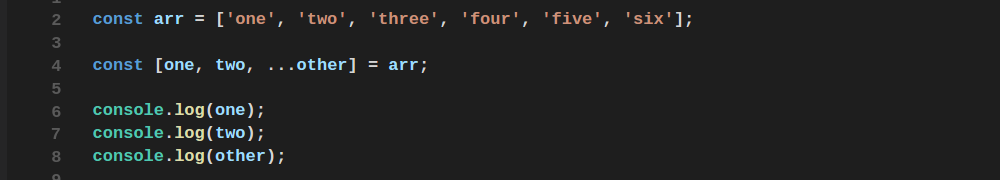 2 const arr = ['one', 'two', 'three', 'four', 'five', 'six'];
3
4 const [one, two, ...other] = arr;
5
6 console.log(one);
7 console.log(two);
8 console.log(other);